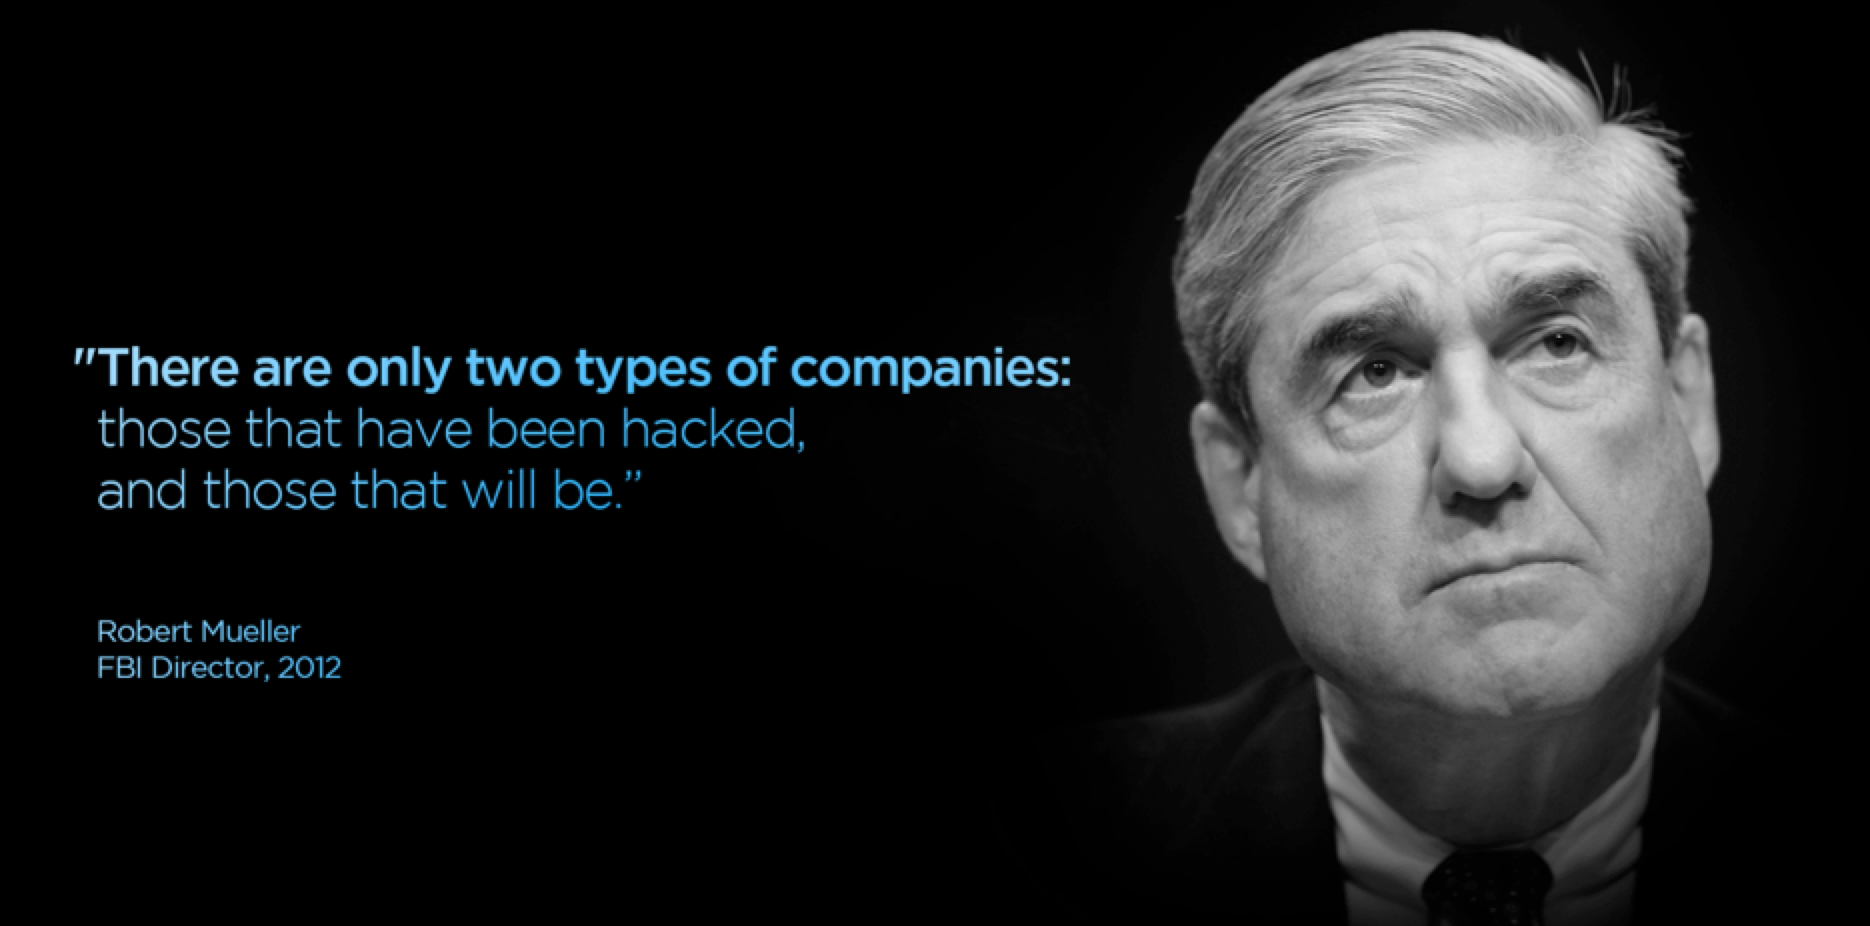 "There are only two types of companies:
those that have been hacked,
and those that will be.”
Robert Mueller
FBI Director, 2012